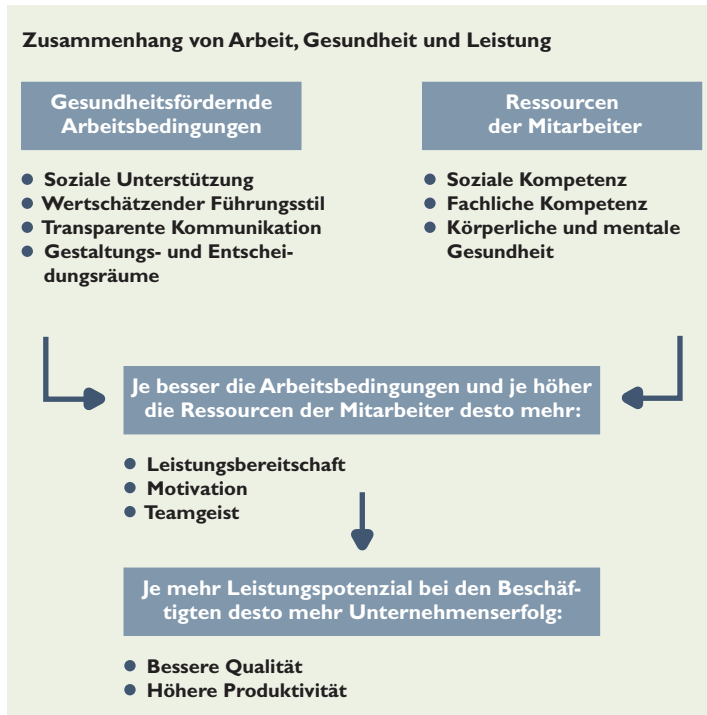 Zusammenhang von Arbeit, Gesundheit und Leistung
Gesundheitsfördernde
Arbeitsbedingungen
● Soziale Unterstützung
● Wertschätzender Führungsstil
● Transparente Kommunikation
● Gestaltungs- und Entschei-
dungsräume
Ressourcen
der Mitarbeiter
● Soziale Kompetenz
● Fachliche Kompetenz
● Körperliche und mentale
Gesundheit
Je besser die Arbeitsbedingungen und je höher
die Ressourcen der Mitarbeiter desto mehr:
● Leistungsbereitschaft
● Motivation
● Teamgeist
Je mehr Leistungspotenzial bei den Beschäf-
tigten desto mehr Unternehmenserfolg:
● Bessere Qualität
● Höhere Produktivität